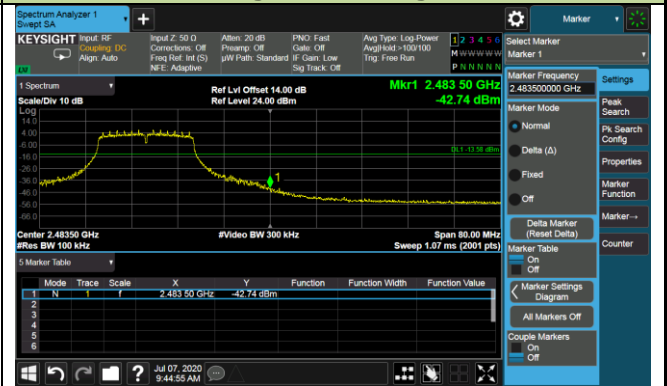 Spectrum Analyzer 1
Swept SA
Marker
KEYSIGHT
Input: RF
Coupling: DC
Align: Auto
Input Z: 50 Ω
Corrections: Off
Freq Ref: Int (S)
NFE: Adaptive
Atten: 20 dB
Preamp: Off
µW Path: Standard
PNO: Fast
Gate: Off
IF Gain: Low
Sig Track: Off
Avg Type: Log-Power
Avg|Hold:>100/100
Trig: Free Run
1 2 3 4 5 6
M W W W W W
P N N N N N
Select Marker
Marker 1
1 Spectrum
Scale/Div 10 dB
Log
Ref Lvl Offset 14.00 dB
Ref Level 24.00 dBm
Mkr1 2.483 50 GHz
-42.74 dBm
14.0
4.00
-6.00
-16.0
-26.0
-36.0
-46.0
-56.0
-66.0
DL1 -13.58 dBm
1
Center 2.48350 GHz
#Res BW 100 kHz
#Video BW 300 kHz
Span 80.00 MHz
Sweep 1.07 ms (2001 pts)
5 Marker Table
Mode Trace Scale X Y Function Function Width Function Value
1 N 1 f 2.483 50 GHz -42.74 dBm
2
3
4
5
6
Marker Frequency
2.483500000 GHz
Marker Mode
Normal
Delta (Δ)
Fixed
Off
Delta Marker
(Reset Delta)
Marker Table
On
Off
Marker Settings
Diagram
All Markers Off
Couple Markers
On
Off
Settings
Peak
Search
Pk Search
Config
Properties
Marker
Function
Marker→
Counter
Jul 07, 2020
9:44:55 AM